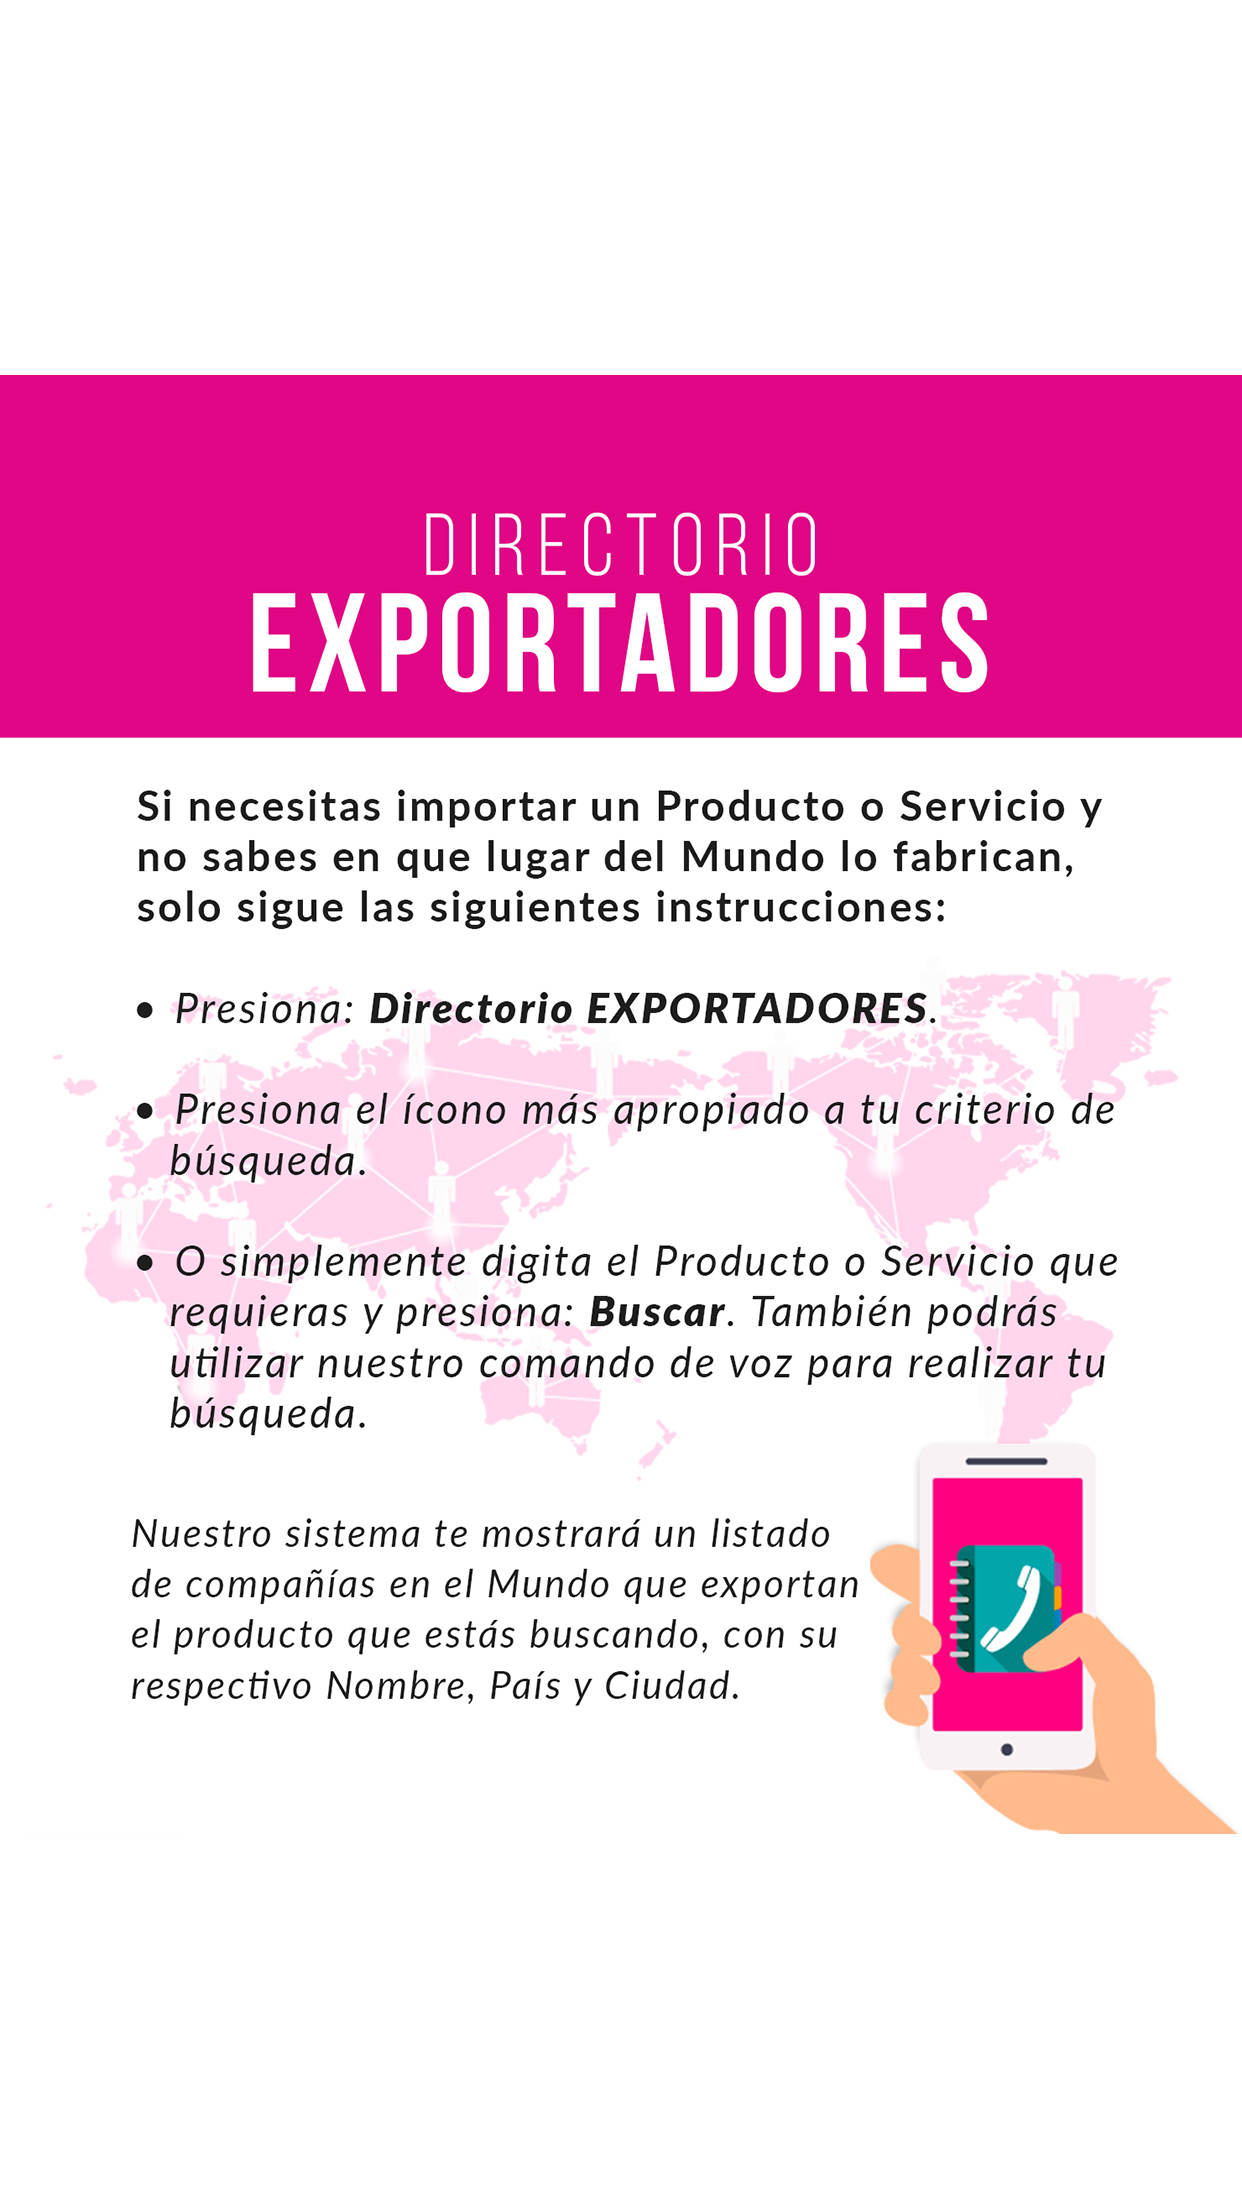 DIRECTORIO
EXPORTADORES
Si necesitas importar un Producto o Servicio y
no sabes en que lugar del Mundo lo fabrican,
solo sigue las siguientes instrucciones:
• Presiona: Directorio EXPORTADORES.
• Presiona el ícono más apropiado a tu criterio de
búsqueda.
• O simplemente digita el Producto o Servicio que
requieras y presiona: Buscar. También podrás
utilizar nuestro comando de voz para realizar tu
búsqueda.
Nuestro sistema te mostrará un listado
de compañías en el Mundo que exportan
el producto que estás buscando, con su
respectivo Nombre, País y Ciudad.